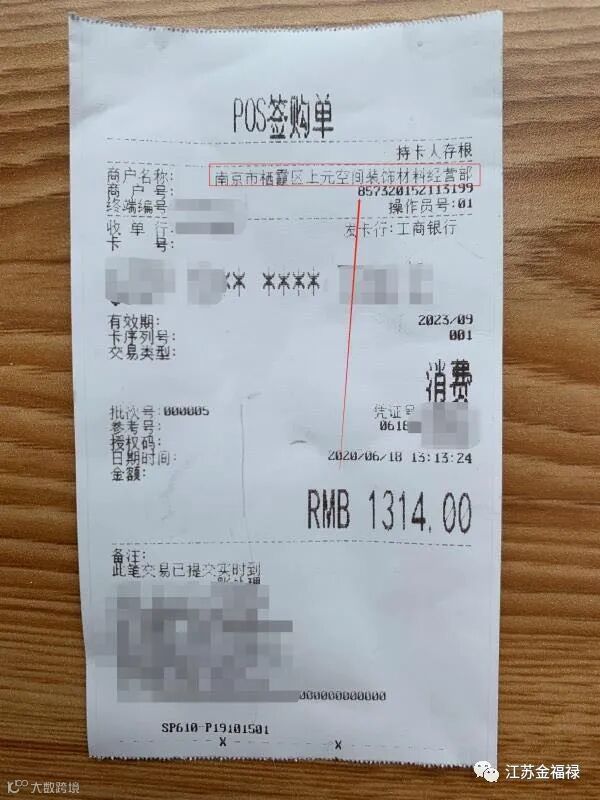 POS签购单
持卡人存根
商户名称: 南京市栖霞区上元空间装饰材料经营部
商户号: 857320152113199
终端编号 操作员号:01
收单行: 发卡行:工商银行
卡 号:
** ****
有效期: 2023/09
卡序列号: 001
交易类型:
消费
批次号:000005 凭证号
参考号: 0618
授权码:
日期时间: 2020/06/18 13:13:24
金额:
RMB 1314.00
备注:
此笔交易已提交实时到
账处理
000000000000
SP610-P19101501
X X
大数跨境
江苏金福禄